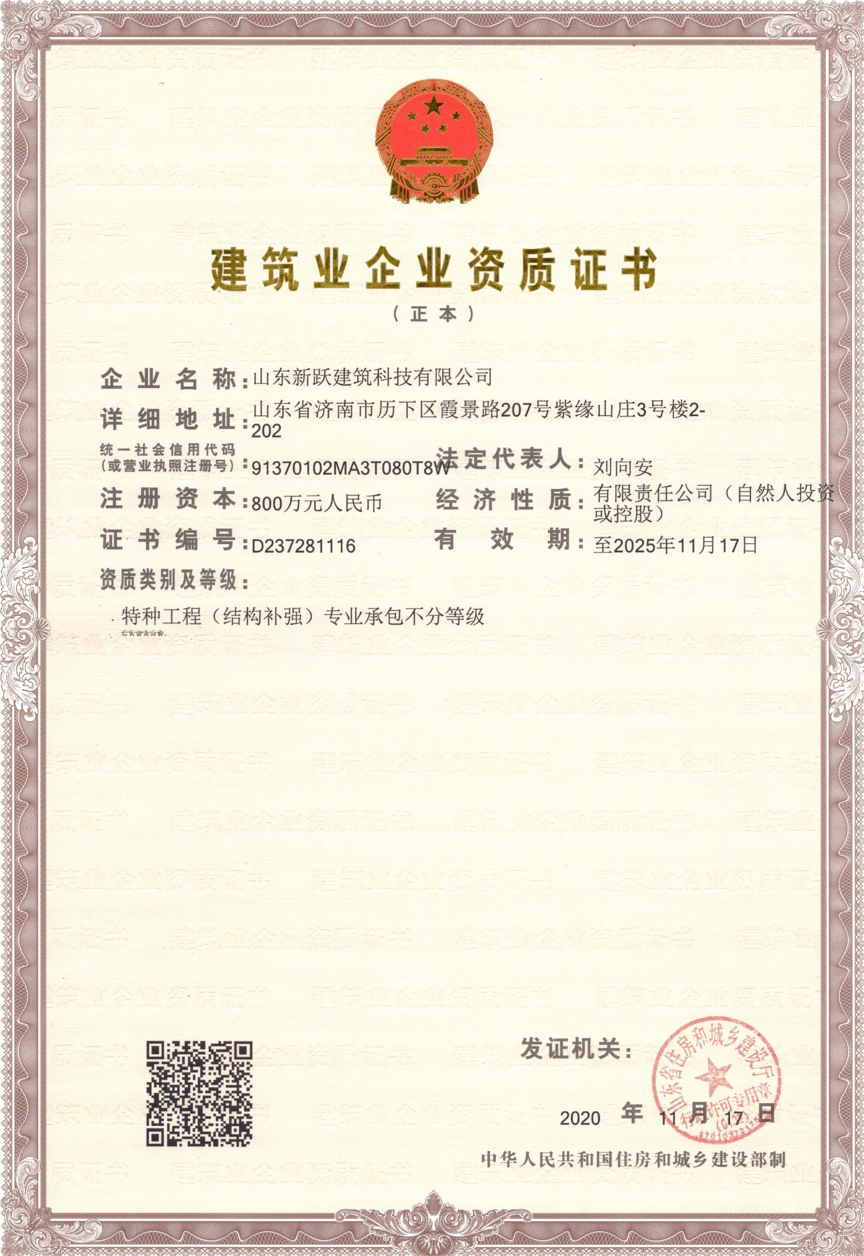 建筑业企业资质证书
（正本）
企业名称：山东新跃建筑科技有限公司
详细地址：山东省济南市历下区霞景路207号紫缘山庄3号楼2-
202
统一社会信用代码
（或营业执照注册号）：91370102MA3T080T8W
法定代表人：刘向安
注册资本：800万元人民币
经济性质：有限责任公司（自然人投资
或控股）
证书编号：D237281116
有效期：至2025年11月17日
资质类别及等级：
特种工程（结构补强）专业承包不分等级
发证机关：
山东省住房和城乡建设厅
行政许可专用章
2020 年 11 月 17 日
中华人民共和国住房和城乡建设部制